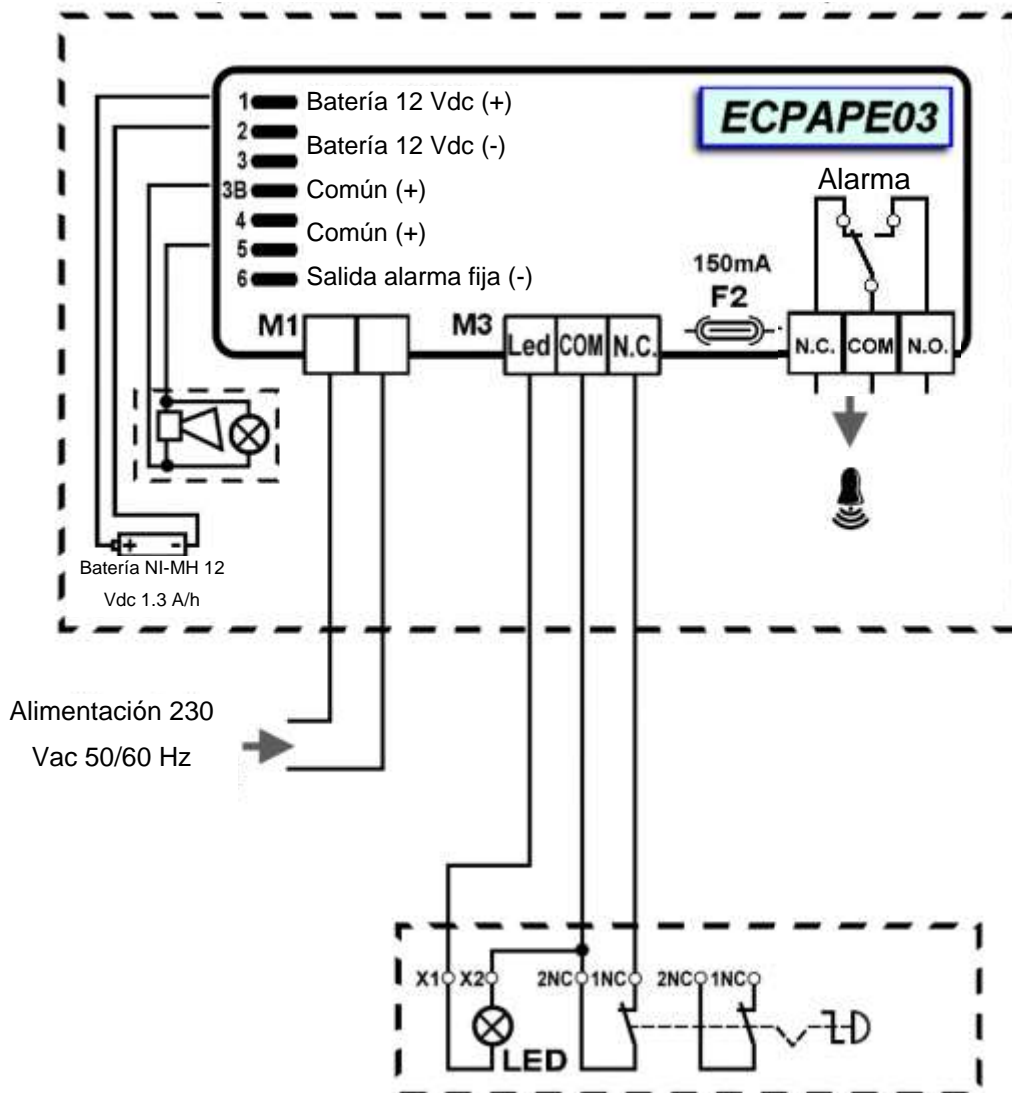 1 Batería 12 Vdc (+)
2
Batería 12 Vdc (-)
3
3B Común (+)
4
Común (+)
5
6 Salida alarma fija (-)
ECPAPE03
Alarma
150mA
F2
M1
M3
Led COM N.C.
N.C. COM N.O.
+ -
Batería NI-MH 12
Vdc 1.3 A/h
Alimentación 230
Vac 50/60 Hz
X1 X2 2NC 1NC 2NC 1NC
LED